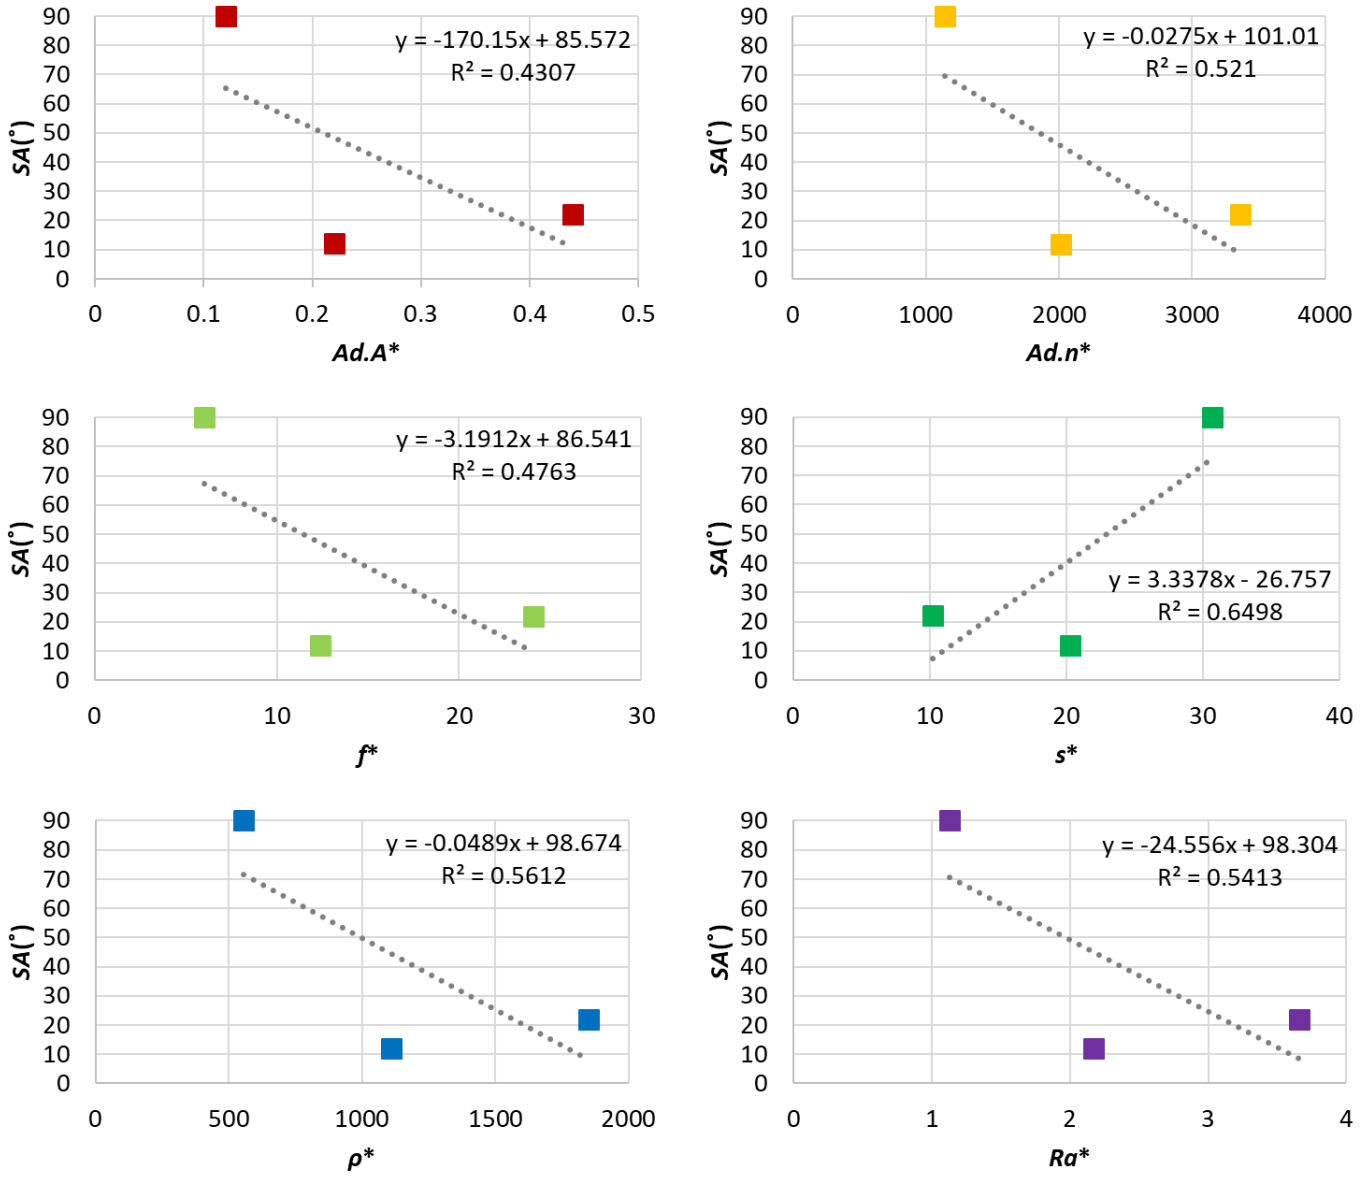 90
80
70
60
50
40
30
20
10
0
SA(˚)
y = -170.15x + 85.572
R² = 0.4307
0 0.1 0.2 0.3 0.4 0.5
Ad.A*
90
80
70
60
50
40
30
20
10
0
SA(˚)
y = -0.0275x + 101.01
R² = 0.521
0 1000 2000 3000 4000
Ad.n*
90
80
70
60
50
40
30
20
10
0
SA(˚)
y = -3.1912x + 86.541
R² = 0.4763
0 10 20 30
f*
90
80
70
60
50
40
30
20
10
0
SA(˚)
y = 3.3378x - 26.757
R² = 0.6498
0 10 20 30 40
s*
90
80
70
60
50
40
30
20
10
0
SA(˚)
y = -0.0489x + 98.674
R² = 0.5612
0 500 1000 1500 2000
ρ*
90
80
70
60
50
40
30
20
10
0
SA(˚)
y = -24.556x + 98.304
R² = 0.5413
0 1 2 3 4
Ra*